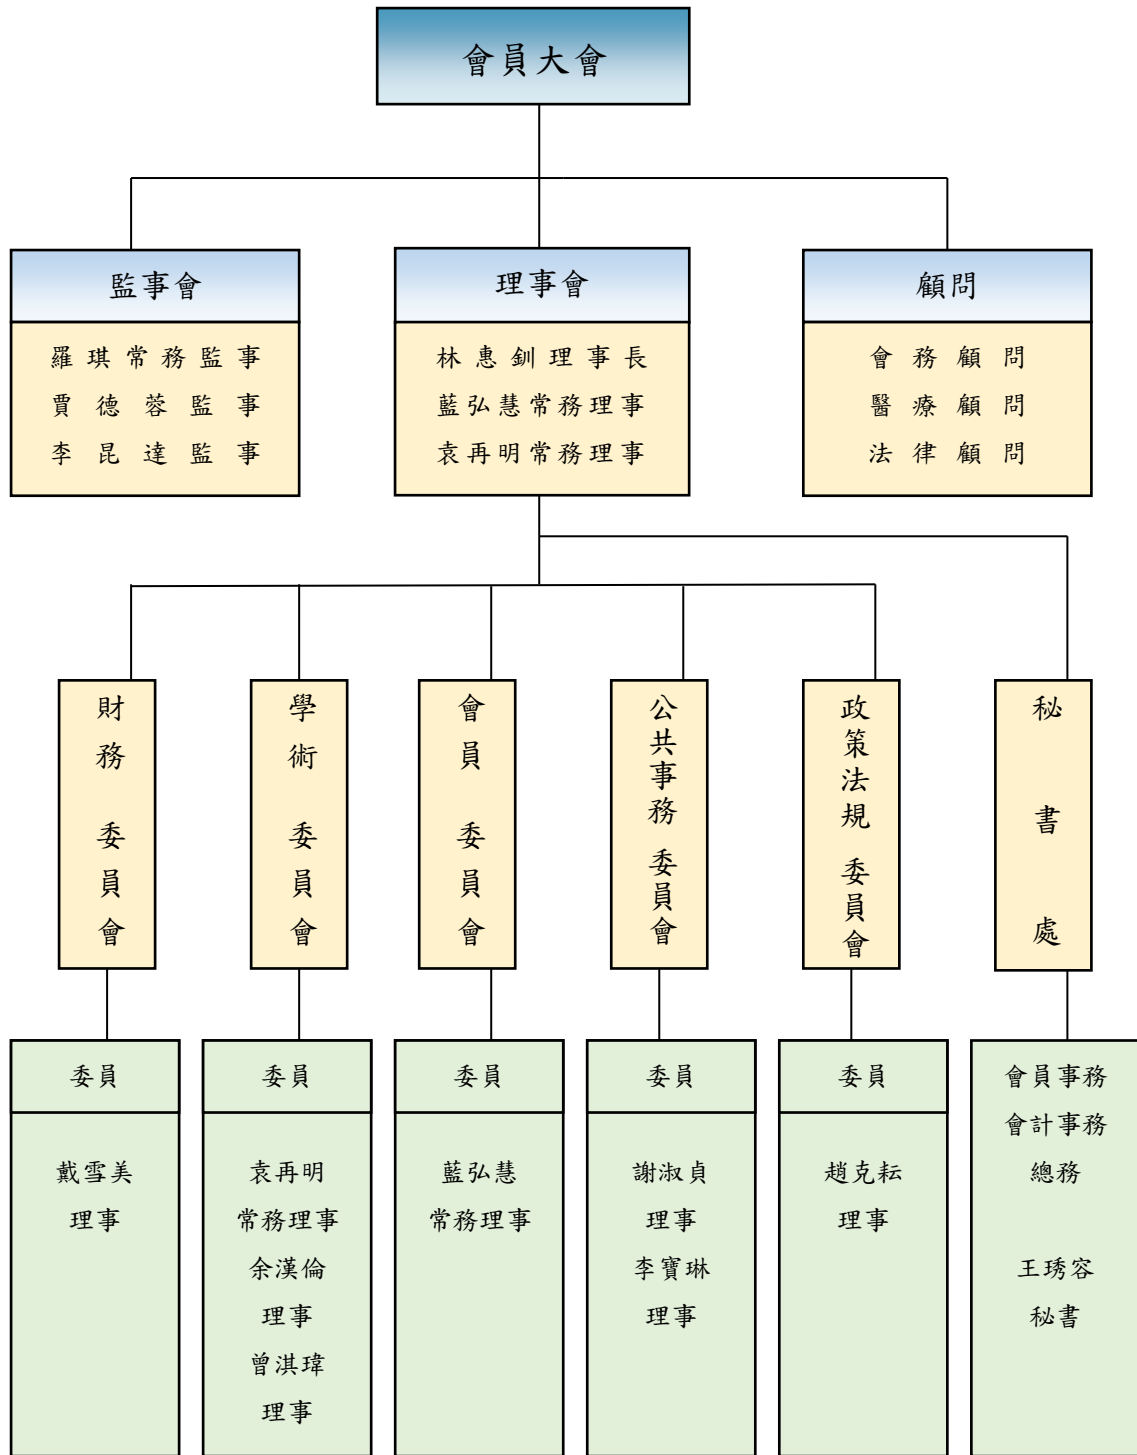 會員大會
監事會
羅琪常務監事
賈德蓉監事
李昆達監事
理事會
林惠釧理事長
藍弘慧常務理事
袁再明常務理事
顧問
會務顧問
醫療顧問
法律顧問
財務 委員會
學術 委員會
會員 委員會
公共事務 委員會
政策法規 委員會
秘書處
委員
戴雪美
理事
委員
袁再明
常務理事
余漢倫
理事
曾淇瑋
理事
委員
藍弘慧
常務理事
委員
謝淑貞
理事
李寶琳
理事
委員
趙克耘
理事
會員事務
會計事務
總務
王琇容
秘書